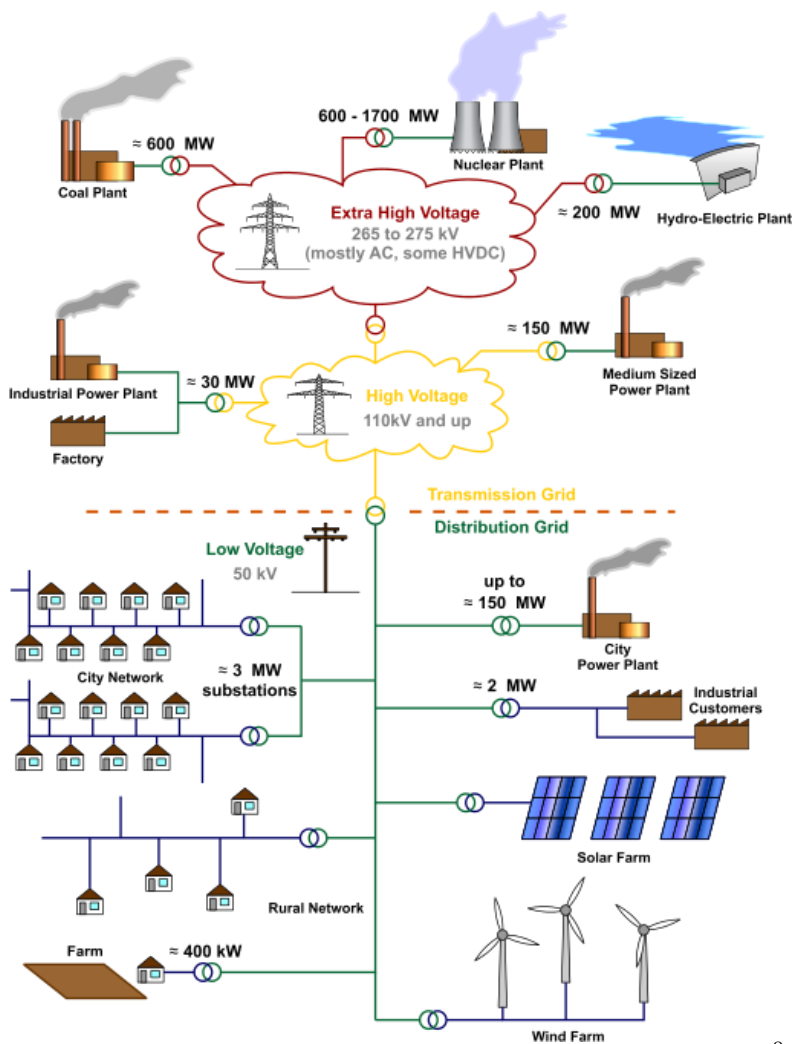 ≈ 600 MW
Coal Plant
600 - 1700 MW
Nuclear Plant
≈ 200 MW
Hydro-Electric Plant
Extra High Voltage
265 to 275 kV
(mostly AC, some HVDC)
≈ 150 MW
Medium Sized
Power Plant
Industrial Power Plant
≈ 30 MW
Factory
High Voltage
110kV and up
Transmission Grid
Distribution Grid
Low Voltage
50 kV
up to
≈ 150 MW
City
Power Plant
City Network
≈ 3 MW
substations
≈ 2 MW
Industrial
Customers
Solar Farm
Rural Network
Farm
≈ 400 kW
Wind Farm